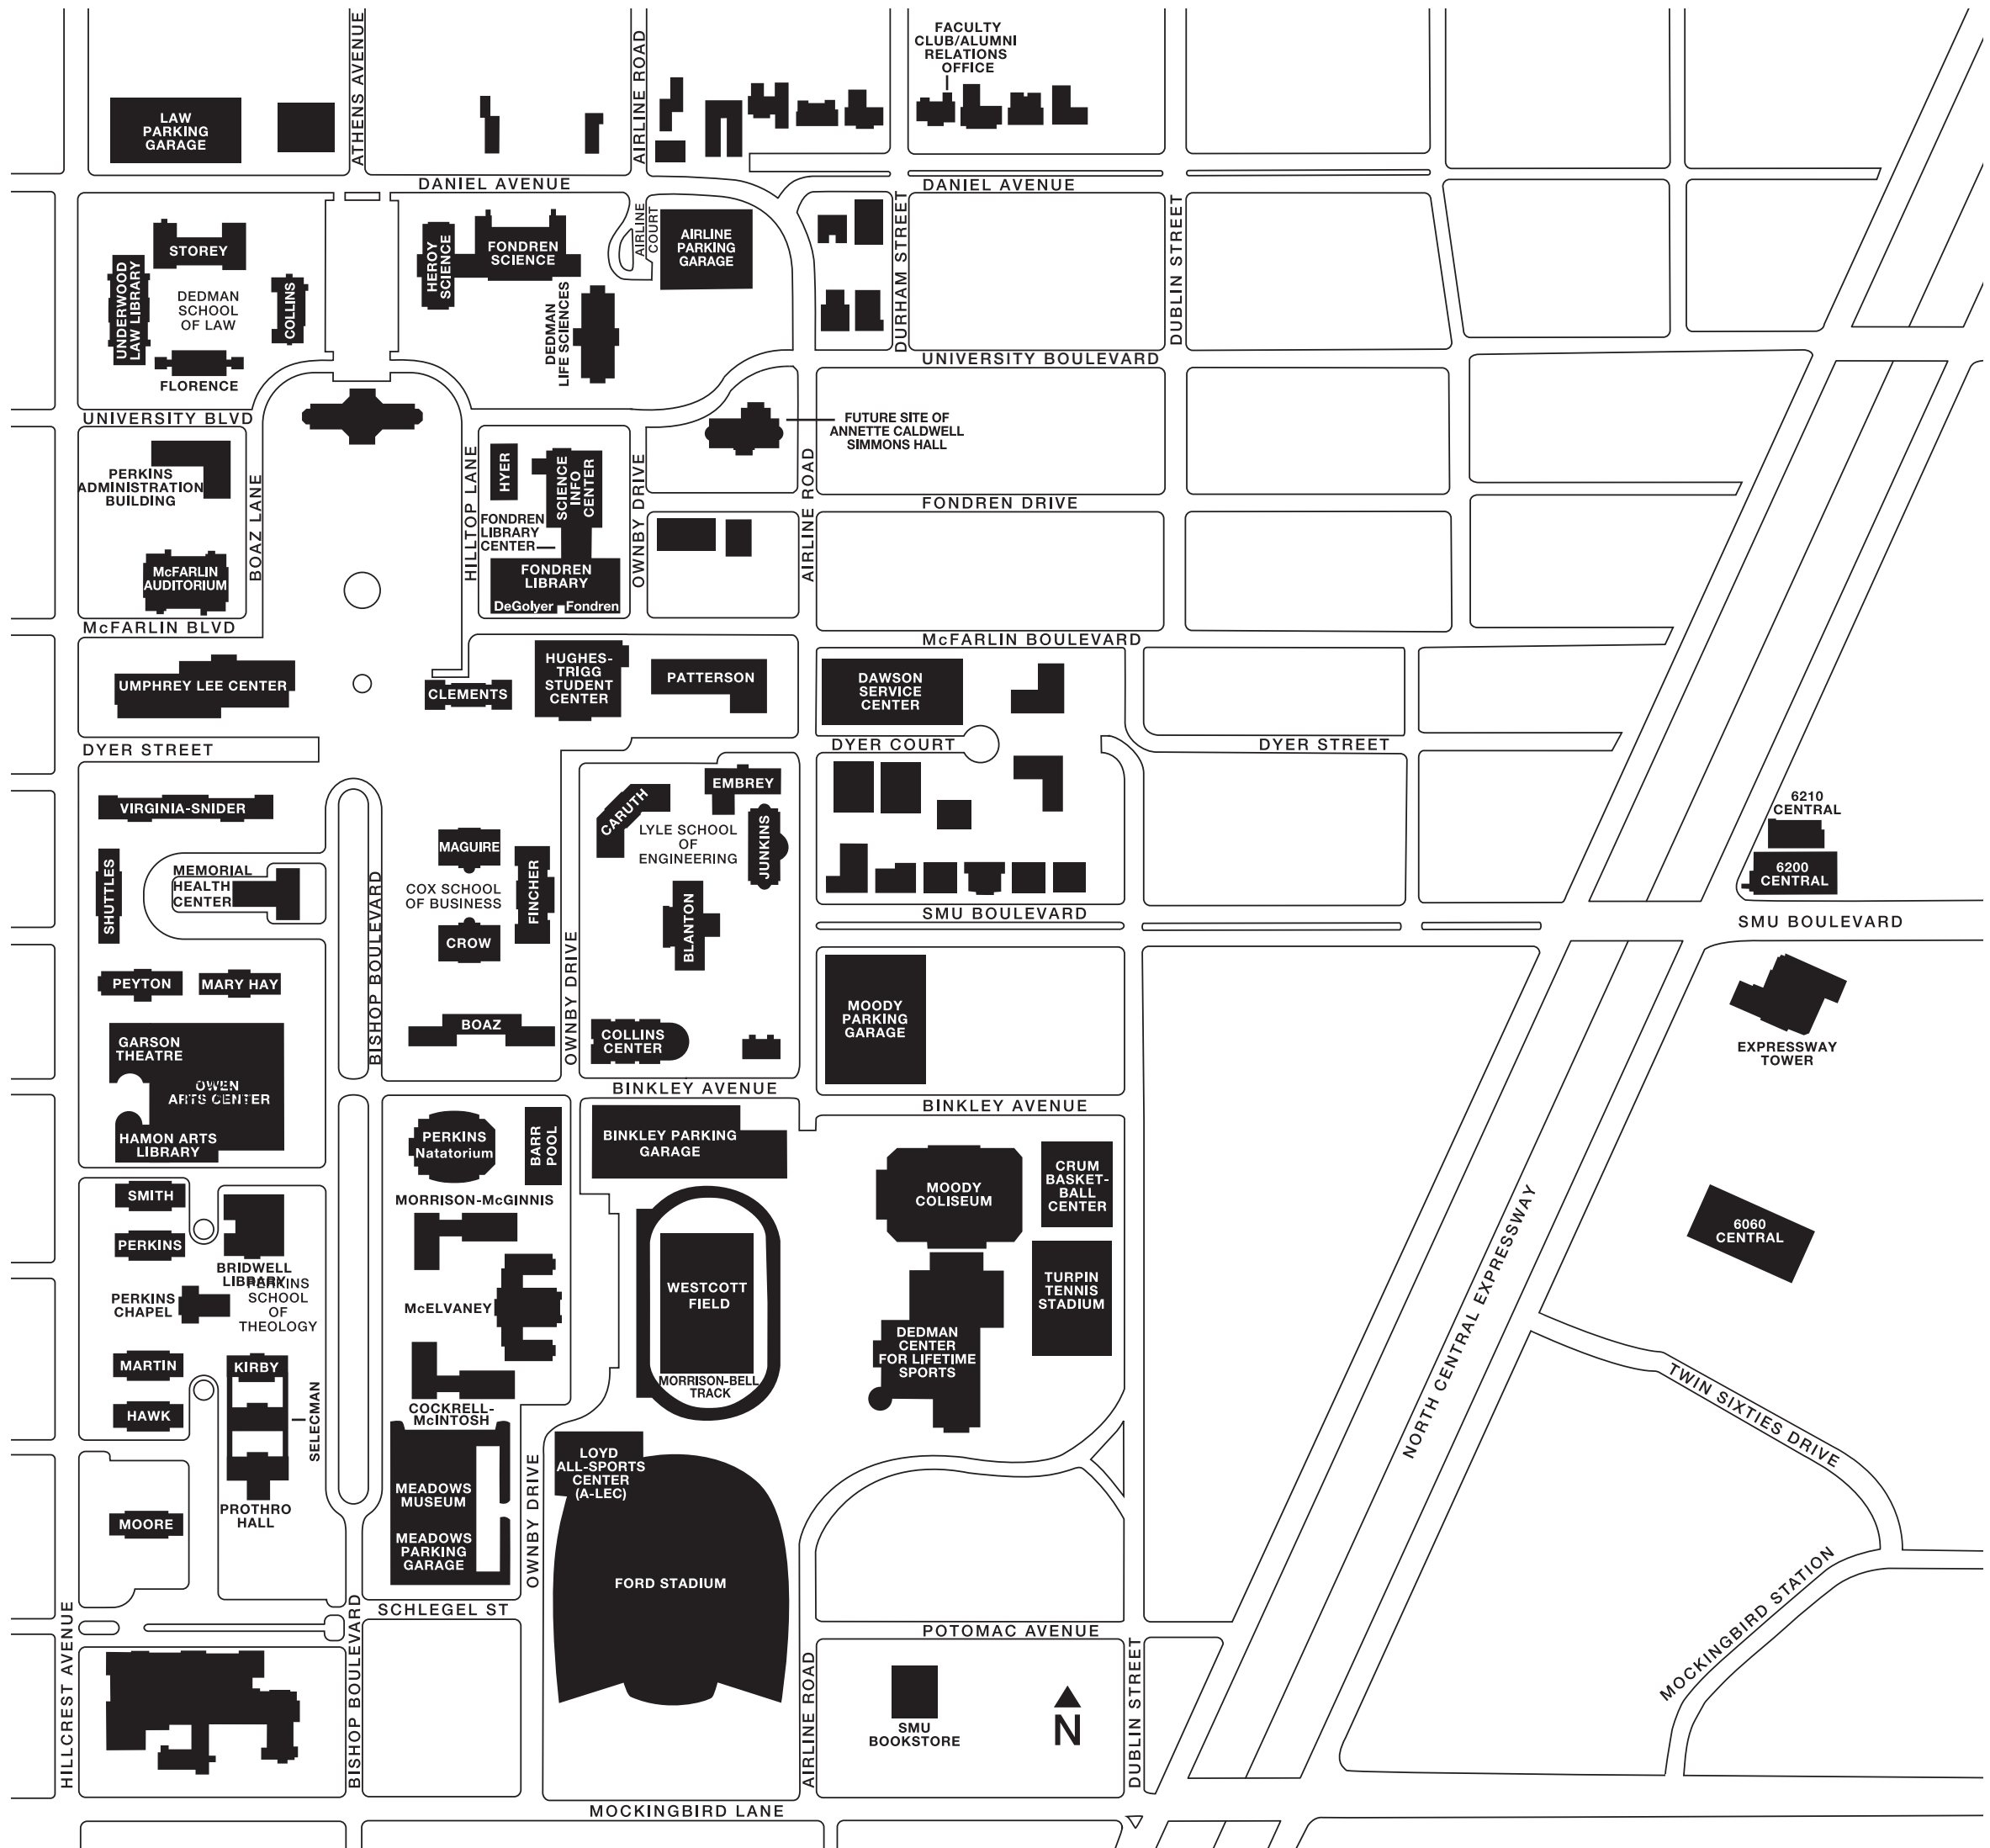 FACULTY
CLUB/ALUMNI
RELATIONS
OFFICE
LAW
PARKING
GARAGE
ATHENS AVENUE
AIRLINE ROAD
DANIEL AVENUE
DANIEL AVENUE
STOREY
UNDERWOOD
LAW LIBRARY
DEDMAN
SCHOOL
OF LAW
COLLINS
FLORENCE
HEROY
SCIENCE
FONDREN
SCIENCE
AIRLINE
COURT
AIRLINE
PARKING
GARAGE
DEDMAN
LIFE SCIENCES
DURHAM STREET
DUBLIN STREET
UNIVERSITY BOULEVARD
UNIVERSITY BLVD
FUTURE SITE OF
ANNETTE CALDWELL
SIMMONS HALL
PERKINS
ADMINISTRATION
BUILDING
BOAZ LANE
HILLTOP LANE
HYER
SCIENCE
INFO
CENTER
OWNBY DRIVE
AIRLINE ROAD
FONDREN DRIVE
FONDREN
LIBRARY
CENTER
FONDREN
LIBRARY
DeGolyer Fondren
McFARLIN
AUDITORIUM
McFARLIN BLVD
McFARLIN BOULEVARD
UMPHREY LEE CENTER
CLEMENTS
HUGHES-
TRIGG
STUDENT
CENTER
PATTERSON
DAWSON
SERVICE
CENTER
DYER STREET
DYER COURT
DYER STREET
VIRGINIA-SNIDER
SHUTTLES
MEMORIAL
HEALTH
CENTER
BISHOP BOULEVARD
MAGUIRE
COX SCHOOL
OF BUSINESS
CROW
FINCHER
OWNBY DRIVE
CARUTH
EMBREY
LYLE SCHOOL
OF
ENGINEERING
JUNKINS
BLANTON
6210
CENTRAL
6200
CENTRAL
SMU BOULEVARD
SMU BOULEVARD
PEYTON
MARY HAY
BOAZ
COLLINS
CENTER
MOODY
PARKING
GARAGE
EXPRESSWAY
TOWER
GARSON
THEATRE
OWEN
ARTS CENTER
HAMON ARTS
LIBRARY
BINKLEY AVENUE
BINKLEY AVENUE
PERKINS
Natatorium
BARR
POOL
BINKLEY PARKING
GARAGE
MOODY
COLISEUM
CRUM
BASKET-
BALL
CENTER
SMITH
PERKINS
BRIDWELL
LIBRARY
PERKINS
SCHOOL
OF
THEOLOGY
PERKINS
CHAPEL
MORRISON-McGINNIS
McELVANEY
WESTCOTT
FIELD
MORRISON-BELL
TRACK
TURPIN
TENNIS
STADIUM
DEDMAN
CENTER
FOR LIFETIME
SPORTS
6060
CENTRAL
NORTH CENTRAL EXPRESSWAY
TWIN SIXTIES DRIVE
MARTIN
KIRBY
HAWK
SELECMAN
PROTHRO
HALL
MOORE
COCKRELL-
McINTOSH
MEADOWS
MUSEUM
MEADOWS
PARKING
GARAGE
OWNBY DRIVE
LOYD
ALL-SPORTS
CENTER
(A-LEC)
FORD STADIUM
SCHLEGEL ST
POTOMAC AVENUE
MOCKINGBIRD STATION
HILLCREST AVENUE
BISHOP BOULEVARD
AIRLINE ROAD
SMU
BOOKSTORE
N
DUBLIN STREET
MOCKINGBIRD LANE